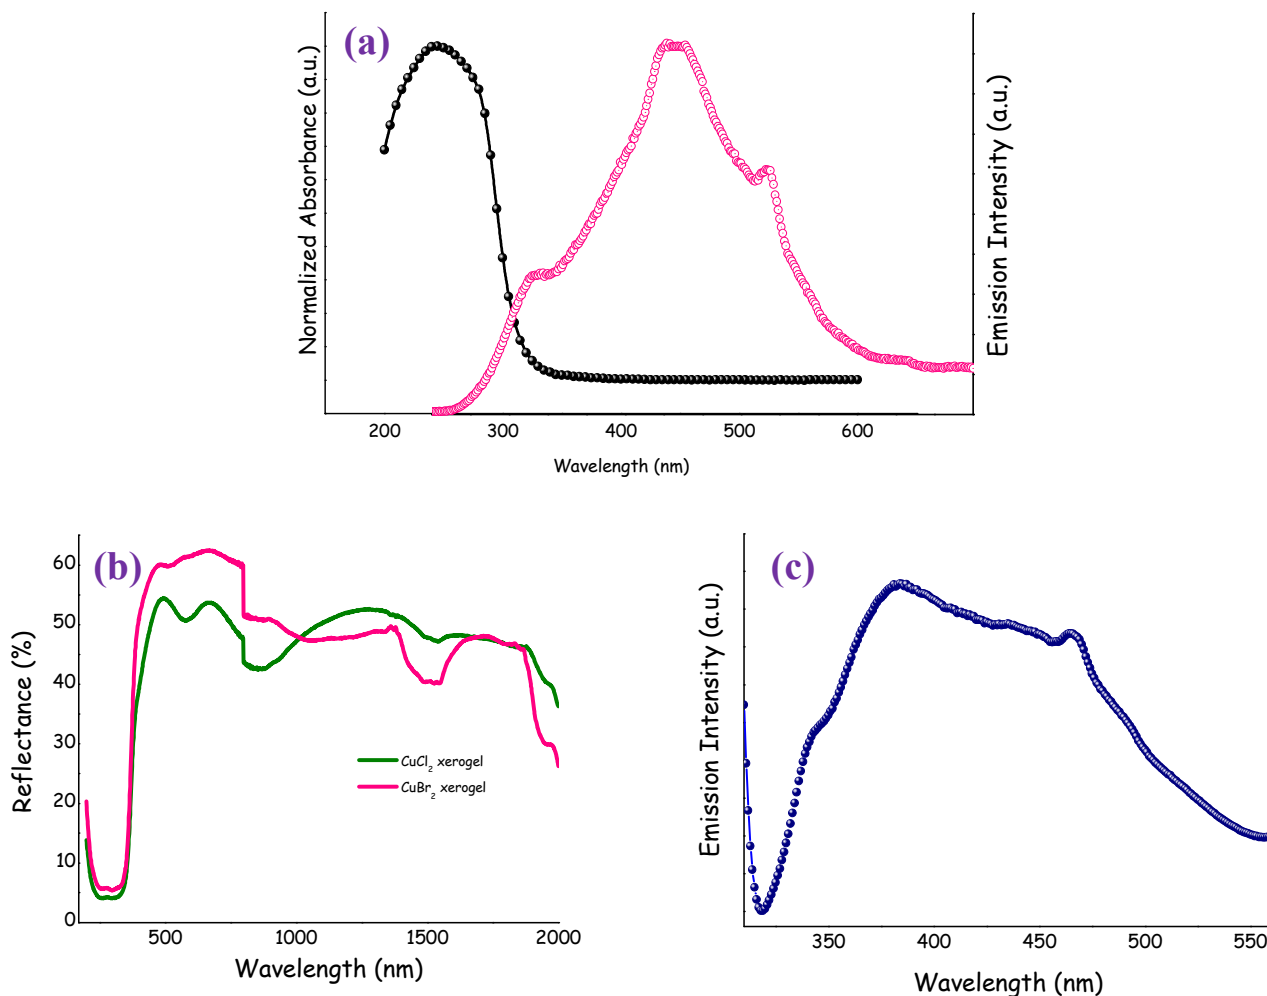 (a)
Normalized Absorbance (a.u.)
Emission Intensity (a.u.)
200 300 400 500 600
Wavelength (nm)
(b)
Reflectance (%)
60
50
40
30
20
10
0
CuCl₂ xerogel
CuBr₂ xerogel
500 1000 1500 2000
Wavelength (nm)
(c)
Emission Intensity (a.u.)
350 400 450 500 550
Wavelength (nm)